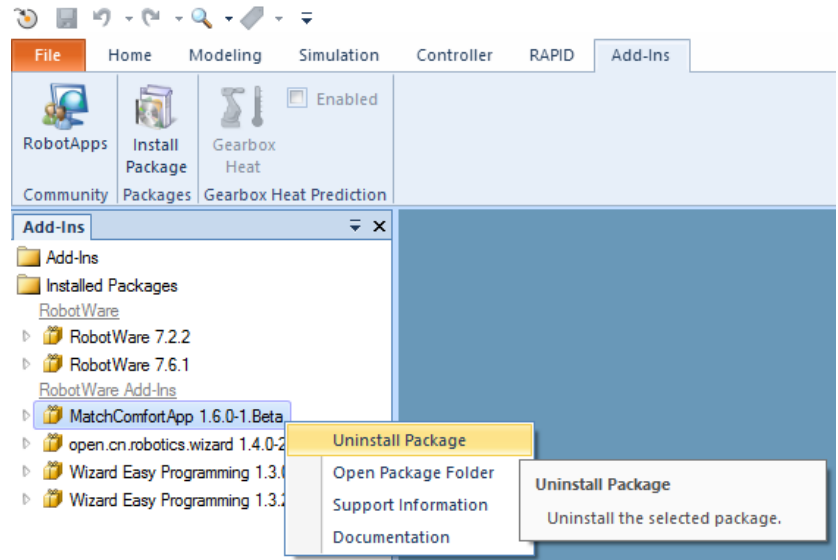 File Home Modeling Simulation Controller RAPID Add-Ins
RobotApps
Install
Package
Gearbox
Heat
Enabled
Community Packages Gearbox Heat Prediction
Add-Ins
Add-Ins
Installed Packages
RobotWare
RobotWare 7.2.2
RobotWare 7.6.1
RobotWare Add-Ins
MatchComfortApp 1.6.0-1.Beta
open.cn.robotics.wizard 1.4.0-2
Wizard Easy Programming 1.3.0
Wizard Easy Programming 1.3.2
Uninstall Package
Open Package Folder
Support Information
Documentation
Uninstall Package
Uninstall the selected package.